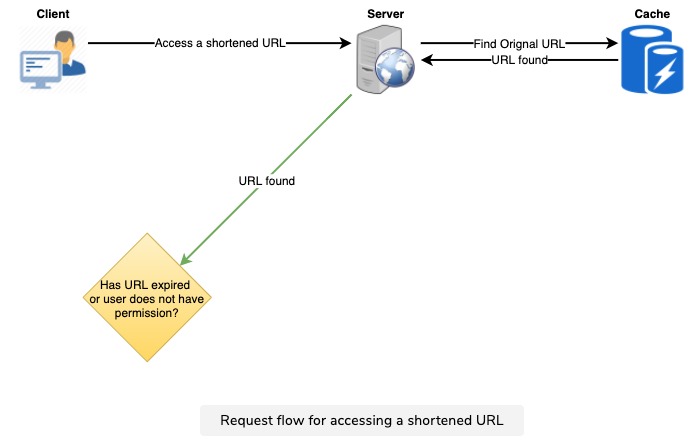 Client
Server
Cache
Access a shortened URL
Find Orignal URL
URL found
URL found
Has URL expired
or user does not have
permission?
Request flow for accessing a shortened URL